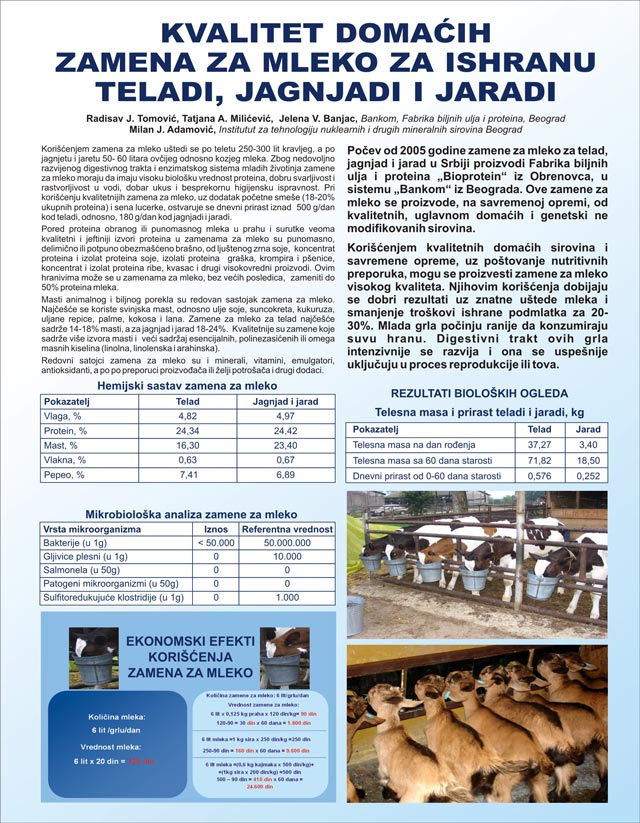 KVALITET DOMAĆIH
ZAMENA ZA MLEKO ZA ISHRANU
TELADI, JAGNJADI I JARADI
Radisav J. Tomović, Tatjana A. Milićević, Jelena V. Banjac, Bankom, Fabrika biljnih ulja i proteina, Beograd
Milan J. Adamović, Institutut za tehnologiju nuklearnih i drugih mineralnih sirovina Beograd
Korišćenjem zamena za mleko uštedi se po teletu 250-300 lit kravljeg, a po
jagnjetu i jaretu 50- 60 litara ovčijeg odnosno kozjeg mleka. Zbog nedovoljno
razvijenog digestivnog trakta i enzimatskog sistema mladih životinja zamene
za mleko moraju da imaju visoku biološku vrednost proteina, dobru svarljivost i
rastvorljivost u vodi, dobar ukus i besprekornu higijensku ispravnost. Pri
korišćenju kvalitetnijih zamena za mleko, uz dodatak početne smeše (18-20%
ukupnih proteina) i sena lucerke, ostvaruje se dnevni prirast iznad 500 g/dan
kod teladi, odnosno, 180 g/dan kod jagnjadi i jaradi.
Pored proteina obranog ili punomasnog mleka u prahu i surutke veoma
kvalitetni i jeftiniji izvori proteina u zamenama za mleko su punomasno,
delimično ili potpuno obezmašćeno brašno, od ljuštenog zrna soje, koncentrat
proteina i izolat proteina soje, izolati proteina graška, krompira i pšenice,
koncentrat i izolat proteina ribe, kvasac i drugi visokovredni proizvodi. Ovim
hranivima može se u zamenama za mleko, bez većih posledica, zameniti do
50% proteina mleka.
Masti animalnog i biljnog porekla su redovan sastojak zamena za mleko.
Najčešće se koriste svinjska mast, odnosno ulje soje, suncokreta, kukuruza,
uljane repice, palme, kokosa i lana. Zamene za mleko za telad najčešće
sadrže 14-18% masti, a za jagnjad i jarad 18-24%. Kvalitetnije su zamene koje
sadrže više izvora masti i veći sadržaj esencijalnih, polinezasićenih ili omega
masnih kiselina (linolna, linolenska i arahinska).
Redovni satojci zamena za mleko su i minerali, vitamini, emulgatori,
antioksidanti, a po po preporuci proizvođača ili želji potrošača i drugi dodaci.
Počev od 2005 godine zamene za mleko za telad,
jagnjad i jarad u Srbiji proizvodi Fabrika biljnih
ulja i proteina „Bioprotein“ iz Obrenovca, u
sistemu „Bankom“ iz Beograda. Ove zamene za
mleko se proizvode, na savremenoj opremi, od
kvalitetnih, uglavnom domaćih i genetski ne
modifikovanih sirovina.
Korišćenjem kvalitetnih domaćih sirovina i
savremene opreme, uz poštovanje nutritivnih
preporuka, mogu se proizvesti zamene za mleko
visokog kvaliteta. Njihovim korišćenja dobijaju
se dobri rezultati uz znatne uštede mleka i
smanjenje troškovi ishrane podmlatka za 20-
30%. Mlada grla počinju ranije da konzumiraju
suvu hranu. Digestivni trakt ovih grla
intenzivnije se razvija i ona se uspešnije
uključuju u proces reprodukcije ili tova.
Hemijski sastav zamena za mleko
Pokazatelj Telad Jagnjad i jarad
Vlaga, % 4,82 4,97
Protein, % 24,34 24,42
Mast, % 16,30 23,40
Vlakna, % 0,63 0,67
Pepeo, % 7,41 6,89
REZULTATI BIOLOŠKIH OGLEDA
Telesna masa i prirast teladi i jaradi, kg
Pokazatelj Telad Jarad
Telesna masa na dan rođenja 37,27 3,40
Telesna masa sa 60 dana starosti 71,82 18,50
Dnevni prirast od 0-60 dana starosti 0,576 0,252
Mikrobiološka analiza zamene za mleko
Vrsta mikroorganizma Iznos Referentna vrednost
Bakterije (u 1g) < 50.000 50.000.000
Gljivice plesni (u 1g) 0 10.000
Salmonela (u 50g) 0 0
Patogeni mikroorganizmi (u 50g) 0 0
Sulfitoredukujuće klostridije (u 1g) 0 1.000
EKONOMSKI EFEKTI
KORIŠĆENJA
ZAMENA ZA MLEKO
Količina mleka:
6 lit /grlu/dan
Vrednost mleka:
6 lit x 20 din = 120 din
Količina zamene za mleko: 6 lit/grlu/dan
Vrednost zamene za mleko:
6 lit x 0,125 kg praha x 120 din/kg= 90 din
120-90 = 30 din x 60 dana = 1.800 din
6 lit mleka =1 kg sira x 250 din/kg =250 din
250-90 din = 160 din x 60 dana = 9.600 din
6 lit mleka =(0,6 kg kajmaka x 500 din/kg)+
+(1kg sira x 200 din/kg) =500 din
500 – 90 din = 410 din x 60 dana =
24.600 din